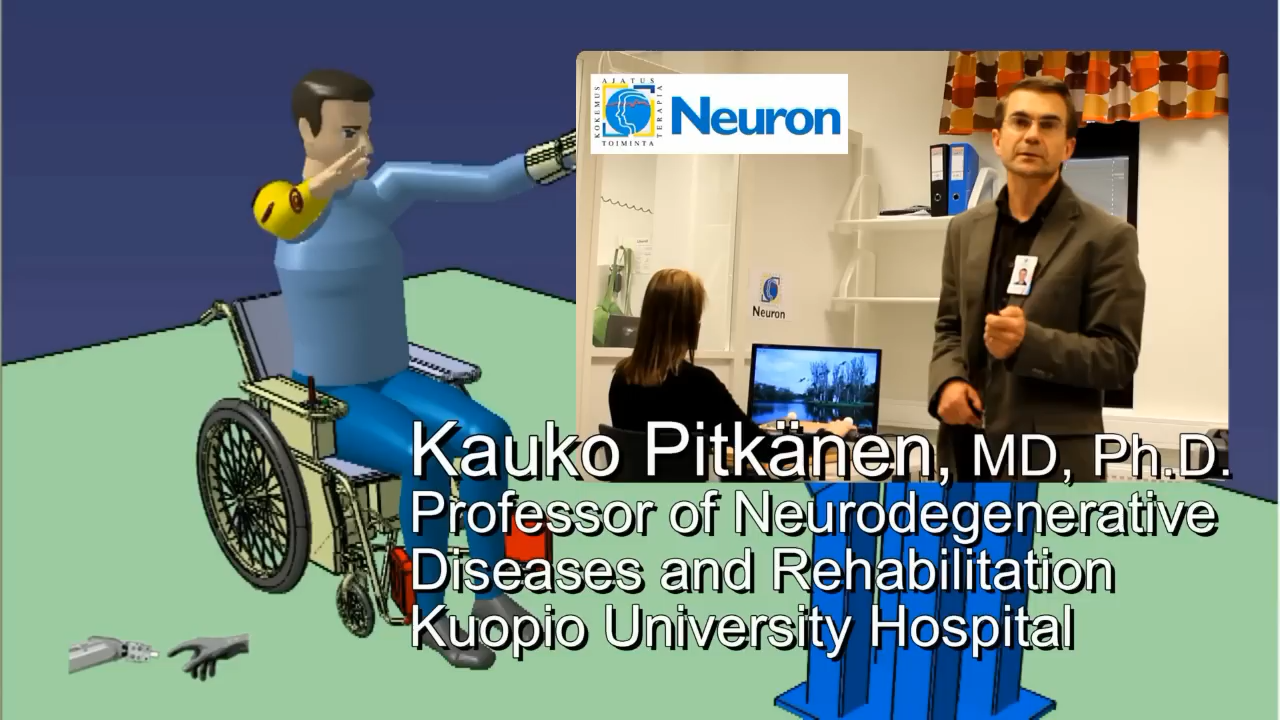 AJATUS
KOKEMUS
TERAPIA
TOIMINTA
Neuron
Neuron
Kauko Pitkänen, MD, Ph.D.
Professor of Neurodegenerative
Diseases and Rehabilitation
Kuopio University Hospital